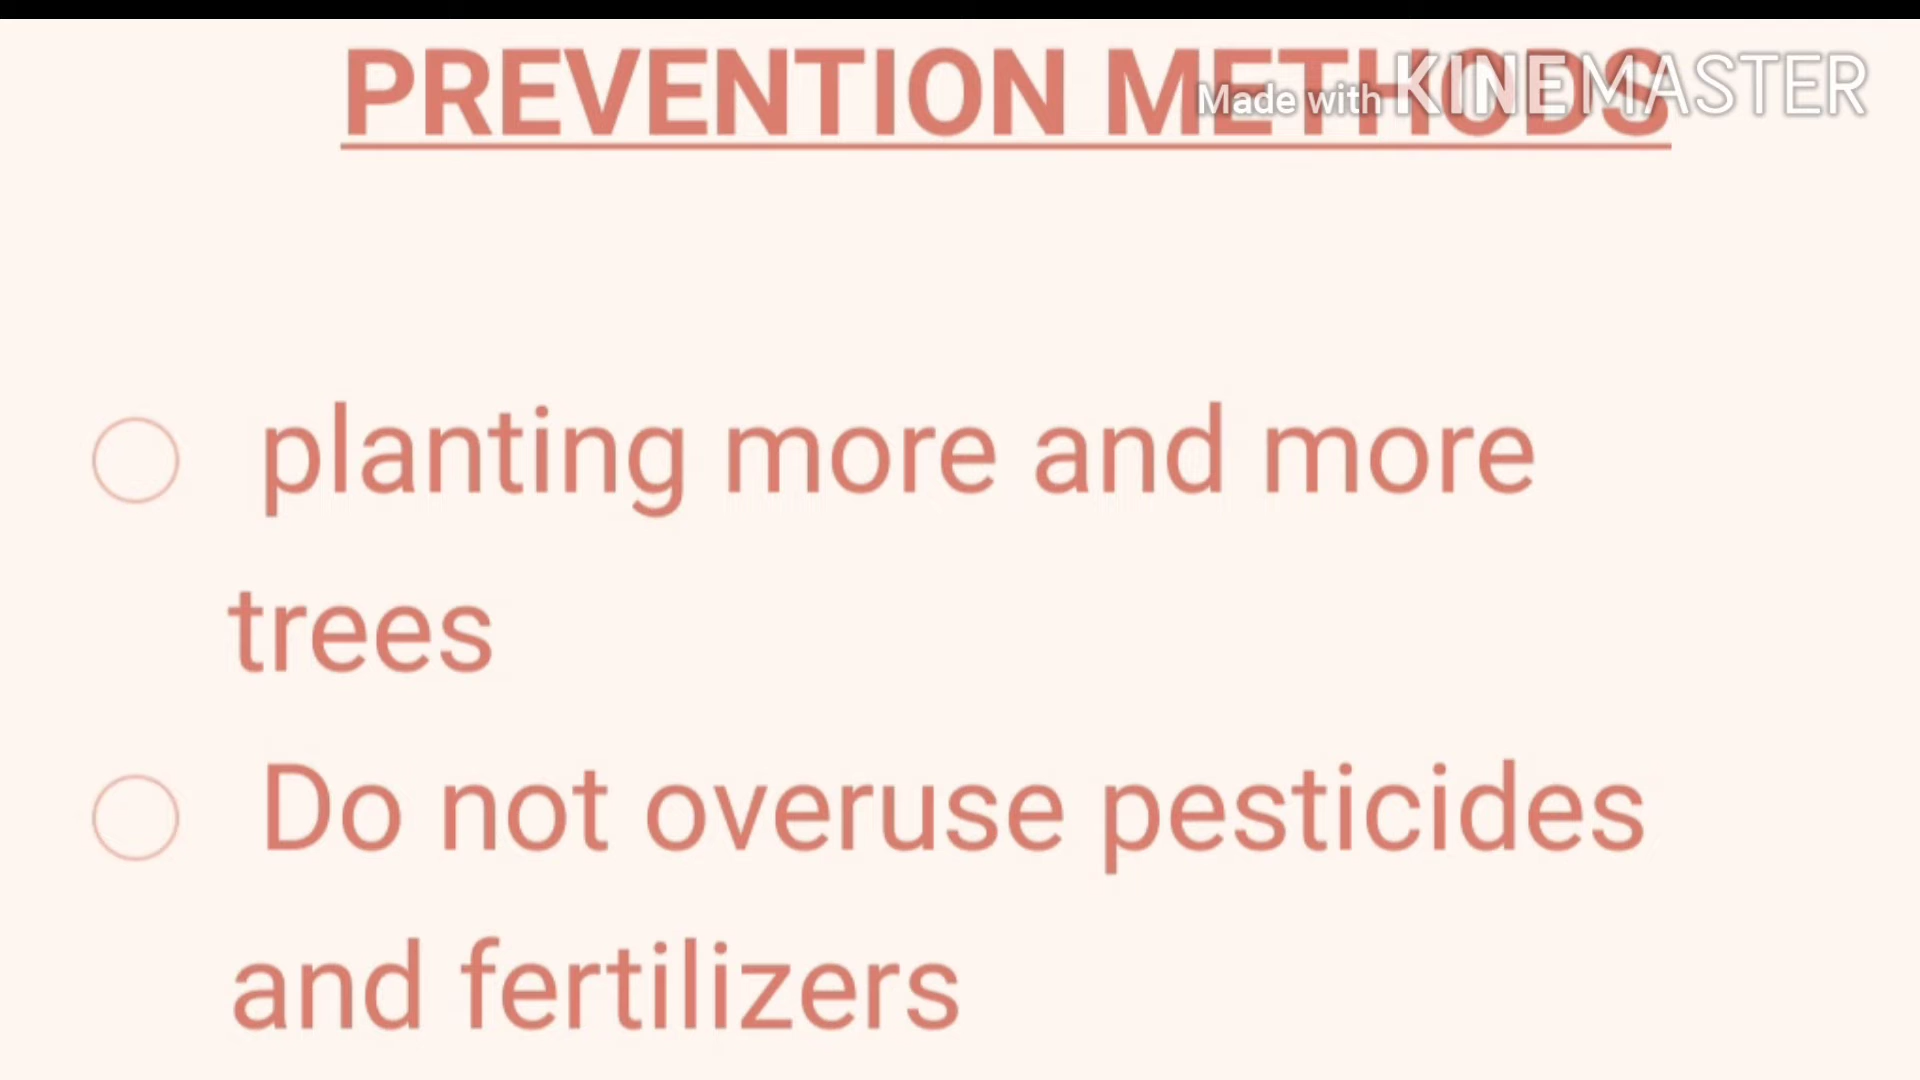 PREVENTION METHODS
Made with KINEMASTER
planting more and more
trees
Do not overuse pesticides
and fertilizers